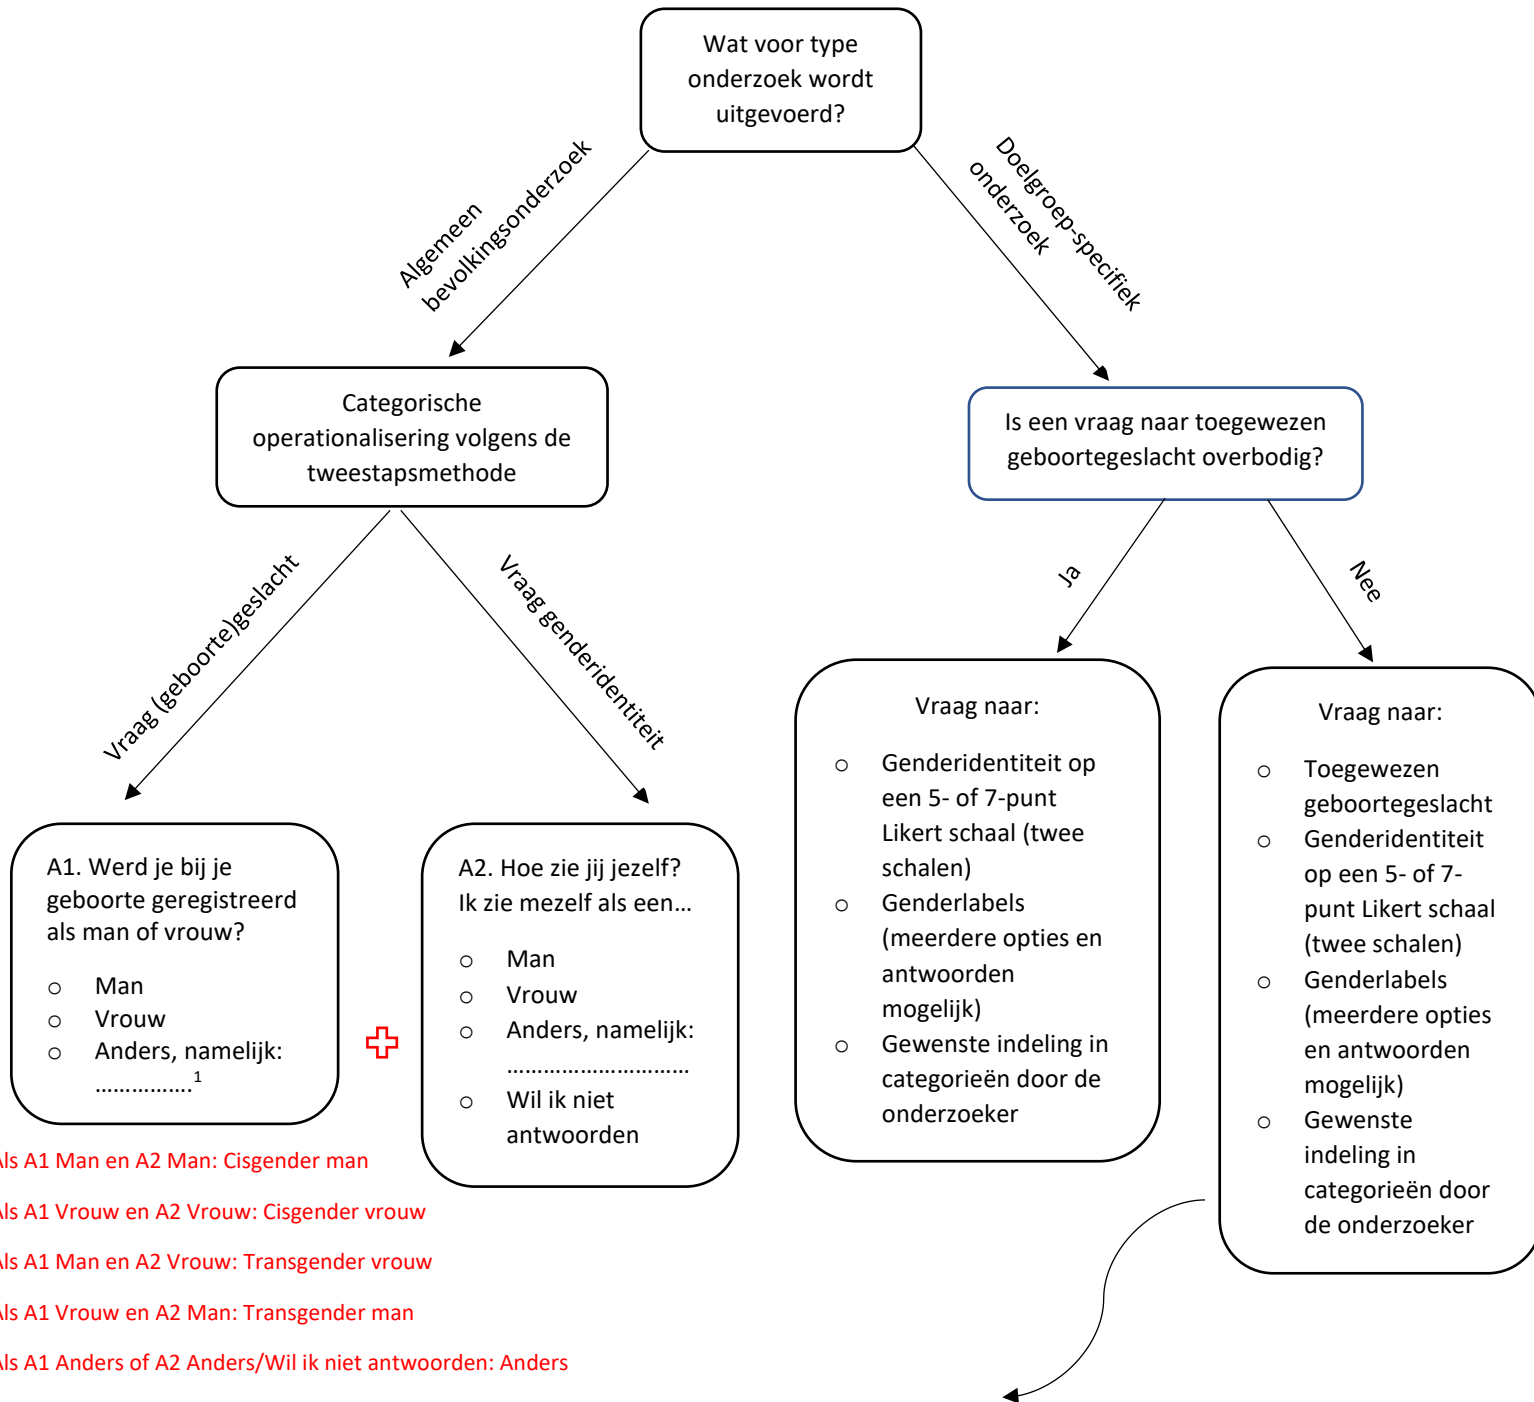 Wat voor type
onderzoek wordt
uitgevoerd?
Algemeen
bevolkingsonderzoek
Doelgroep-specifiek
onderzoek
Categorische
operationalisering volgens de
tweestapsmethode
Is een vraag naar toegewezen
geboortegeslacht overbodig?
Vraag (geboorte)geslacht
Vraag genderidentiteit
Ja
Nee
A1. Werd je bij je
geboorte geregistreerd
als man of vrouw?
o Man
o Vrouw
o Anders, namelijk:
…………….1
A2. Hoe zie jij jezelf?
Ik zie mezelf als een…
o Man
o Vrouw
o Anders, namelijk:
…………………………
o Wil ik niet
antwoorden
Vraag naar:
o Genderidentiteit op
een 5- of 7-punt
Likert schaal (twee
schalen)
o Genderlabels
(meerdere opties en
antwoorden
mogelijk)
o Gewenste indeling in
categorieën door de
onderzoeker
Vraag naar:
o Toegewezen
geboortegeslacht
o Genderidentiteit
op een 5- of 7-
punt Likert schaal
(twee schalen)
o Genderlabels
(meerdere opties
en antwoorden
mogelijk)
o Gewenste
indeling in
categorieën door
de onderzoeker
Als A1 Man en A2 Man: Cisgender man
Als A1 Vrouw en A2 Vrouw: Cisgender vrouw
Als A1 Man en A2 Vrouw: Transgender vrouw
Als A1 Vrouw en A2 Man: Transgender man
Als A1 Anders of A2 Anders/Wil ik niet antwoorden: Anders